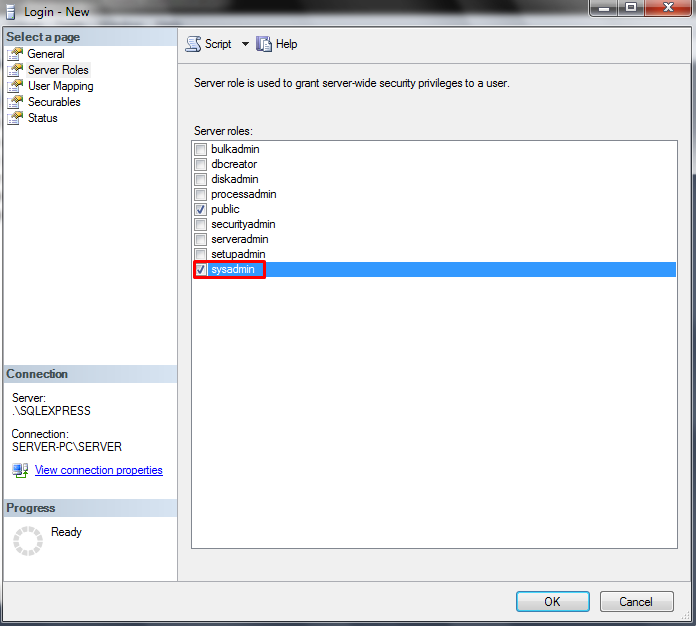 Login - New
Select a page
General
Server Roles
User Mapping
Securables
Status
Script
Help
Server role is used to grant server-wide security privileges to a user.
Server roles:
bulkadmin
dbcreator
diskadmin
processadmin
public
securityadmin
serveradmin
setupadmin
sysadmin
Connection
Server:
.\SQLEXPRESS
Connection:
SERVER-PC\SERVER
View connection properties
Progress
Ready
OK
Cancel